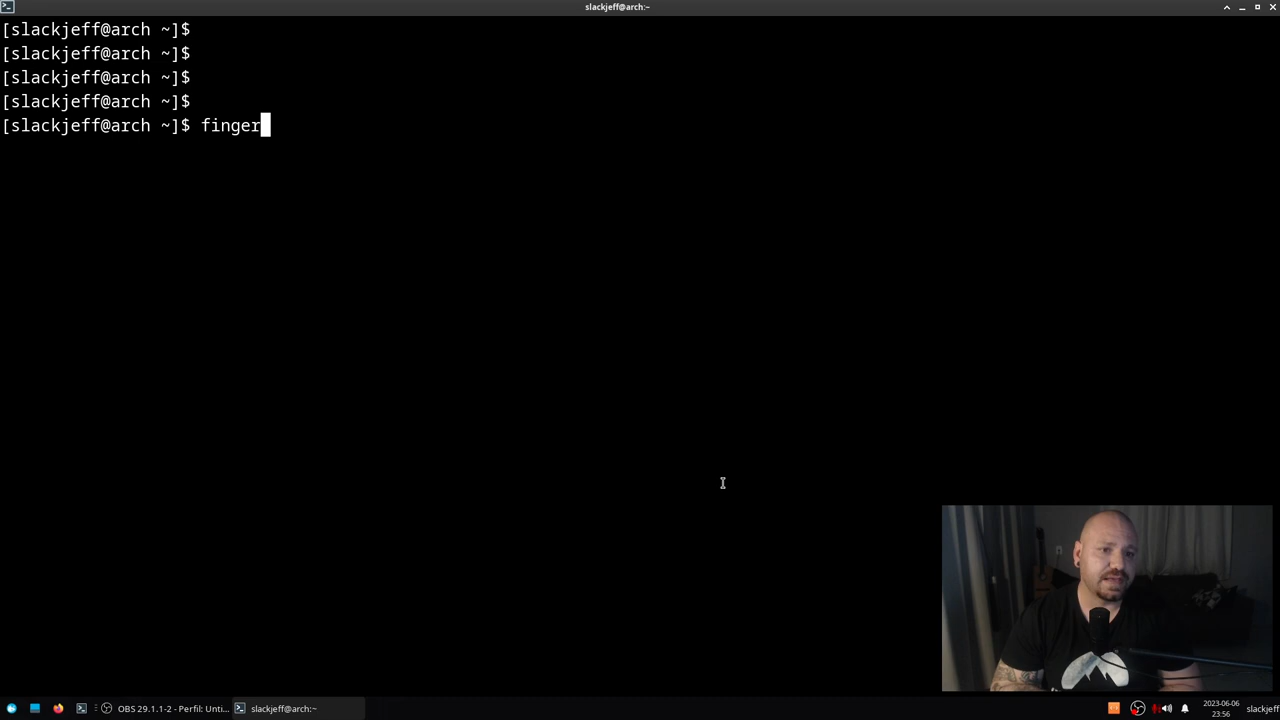 slackjeff@arch:~
[slackjeff@arch ~]$
[slackjeff@arch ~]$
[slackjeff@arch ~]$
[slackjeff@arch ~]$
[slackjeff@arch ~]$ finger
OBS 29.1.1-2 - Perfil: Unti...
slackjeff@arch:~
2023-06-06
23:56
slackjeff